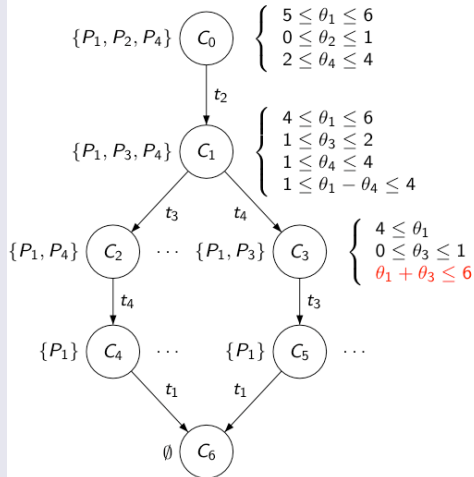 {P₁, P₂, P₄} C₀ { 5 ≤ θ₁ ≤ 6
0 ≤ θ₂ ≤ 1
2 ≤ θ₄ ≤ 4
t₂
{P₁, P₃, P₄} C₁ { 4 ≤ θ₁ ≤ 6
1 ≤ θ₃ ≤ 2
1 ≤ θ₄ ≤ 4
1 ≤ θ₁ − θ₄ ≤ 4
t₃ t₄
{P₁, P₄} C₂ ··· {P₁, P₃} C₃ { 4 ≤ θ₁
0 ≤ θ₃ ≤ 1
θ₁ + θ₃ ≤ 6
t₄ t₃
{P₁} C₄ ··· {P₁} C₅ ···
t₁ t₁
∅ C₆